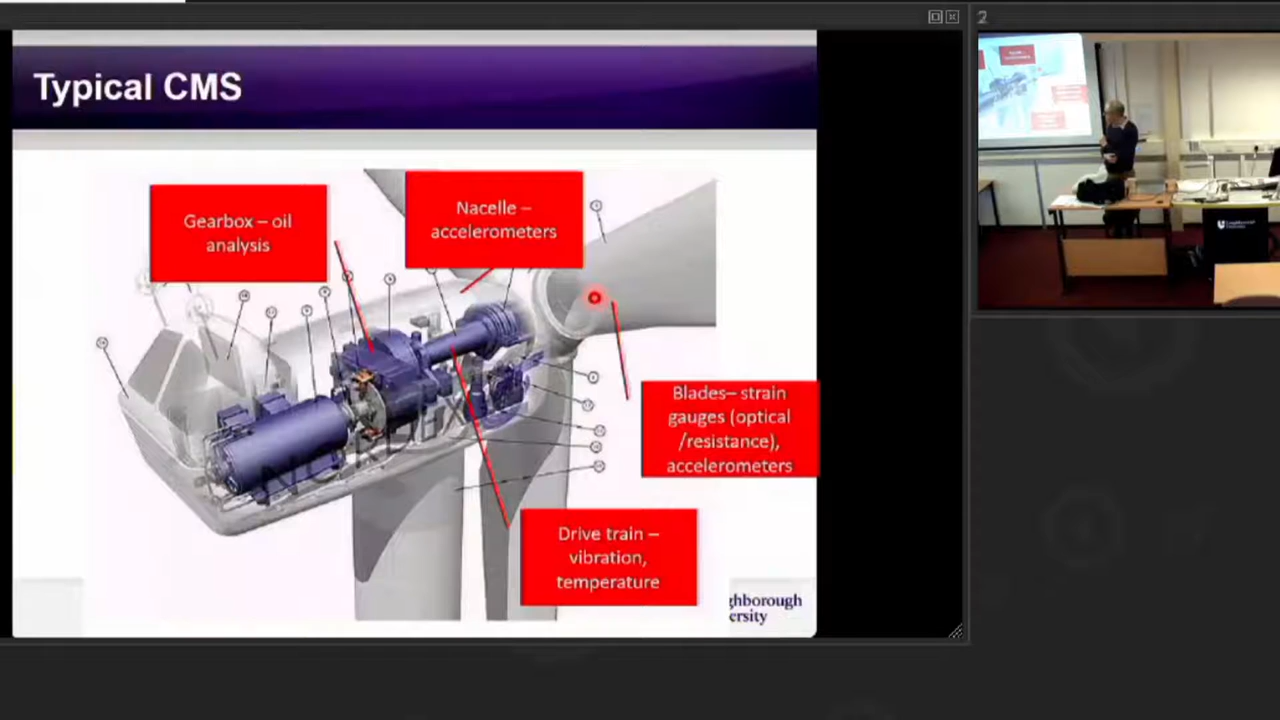 2
Typical CMS
Gearbox – oil
analysis
Nacelle –
accelerometers
Blades– strain
gauges (optical
/resistance),
accelerometers
NORDEX
Drive train –
vibration,
temperature
ghborough
ersity